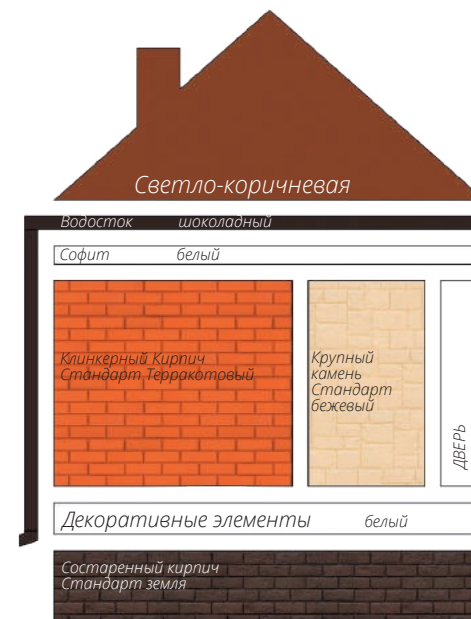 Светло-коричневая
Водосток шоколадный
Софит белый
Клинкерный Кирпич
Стандарт Терракотовый
Крупный
камень
Стандарт
бежевый
ДВЕРЬ
Декоративные элементы белый
Состаренный кирпич
Стандарт земля